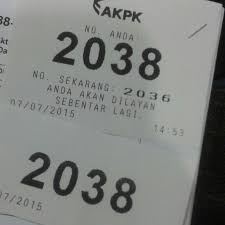 AKPK
NO. ANDA
2038
NO. SEKARANG: 2036
ANDA AKAN DILAYAN
SEBENTAR LAGI.
07/07/2015 14:53
2038
07/2015